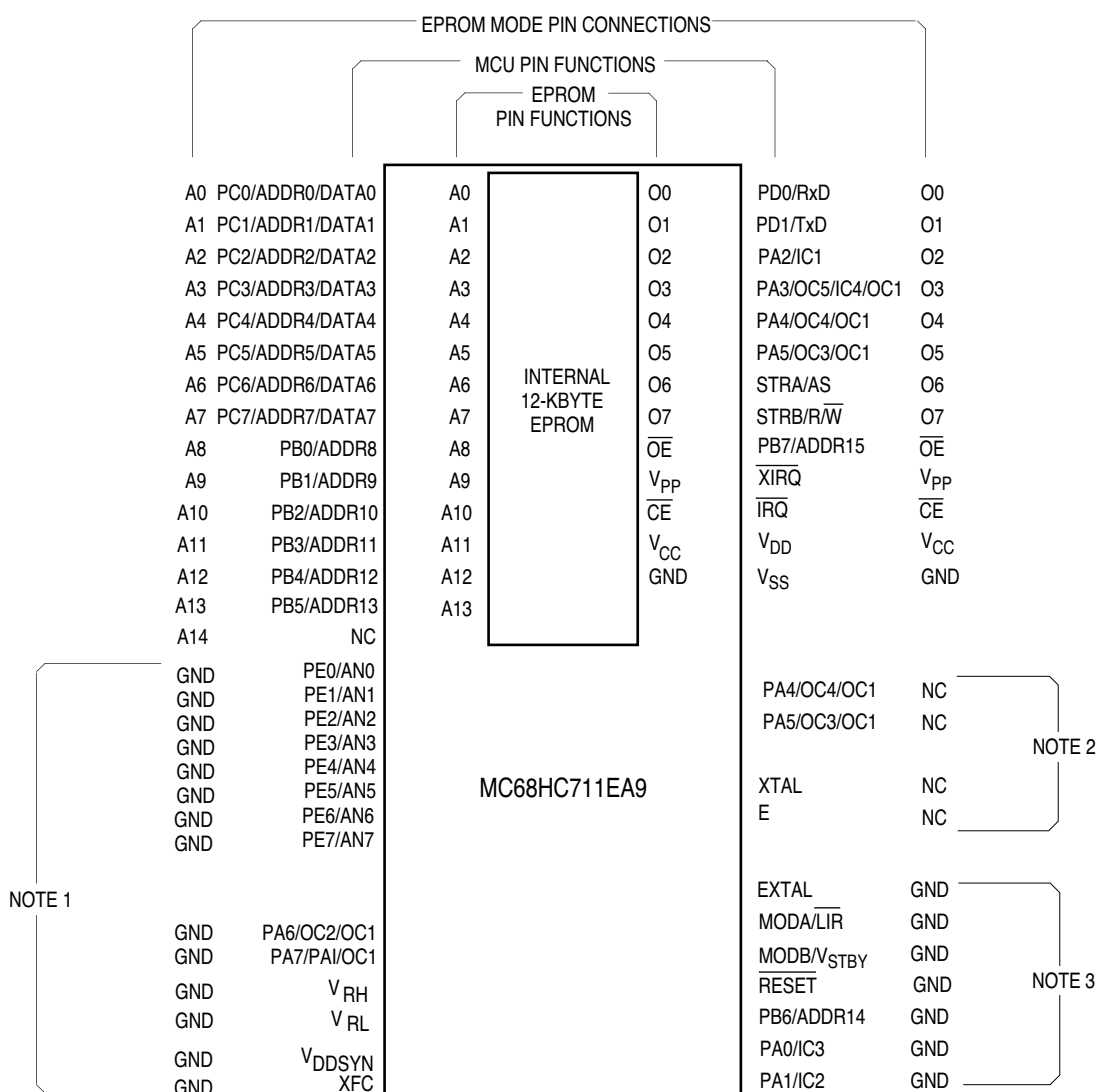 EPROM MODE PIN CONNECTIONS
MCU PIN FUNCTIONS
EPROM
PIN FUNCTIONS
A0 PC0/ADDR0/DATA0 A0 O0 PD0/RxD O0
A1 PC1/ADDR1/DATA1 A1 O1 PD1/TxD O1
A2 PC2/ADDR2/DATA2 A2 O2 PA2/IC1 O2
A3 PC3/ADDR3/DATA3 A3 O3 PA3/OC5/IC4/OC1 O3
A4 PC4/ADDR4/DATA4 A4 O4 PA4/OC4/OC1 O4
A5 PC5/ADDR5/DATA5 A5 O5 PA5/OC3/OC1 O5
A6 PC6/ADDR6/DATA6 A6 O6 STRA/AS O6
A7 PC7/ADDR7/DATA7 A7 O7 STRB/R/W̅ O7
INTERNAL
12-KBYTE
EPROM
A8 PB0/ADDR8 A8 O̅E̅ PB7/ADDR15 O̅E̅
A9 PB1/ADDR9 A9 VPP X̅I̅R̅Q̅ VPP
A10 PB2/ADDR10 A10 C̅E̅ I̅R̅Q̅ C̅E̅
A11 PB3/ADDR11 A11 VCC VDD VCC
A12 PB4/ADDR12 A12 GND VSS GND
A13 PB5/ADDR13 A13
A14 NC
GND PE0/AN0
GND PE1/AN1
GND PE2/AN2
GND PE3/AN3
GND PE4/AN4
GND PE5/AN5
GND PE6/AN6
GND PE7/AN7
PA4/OC4/OC1 NC
PA5/OC3/OC1 NC
NOTE 2
MC68HC711EA9
XTAL NC
E NC
NOTE 1
GND PA6/OC2/OC1
GND PA7/PAI/OC1
GND VRH
GND VRL
GND VDDSYN
GND XFC
EXTAL GND
MODA/L̅I̅R̅ GND
MODB/VSTBY GND
R̅E̅S̅E̅T̅ GND
NOTE 3
PB6/ADDR14 GND
PA0/IC3 GND
PA1/IC2 GND